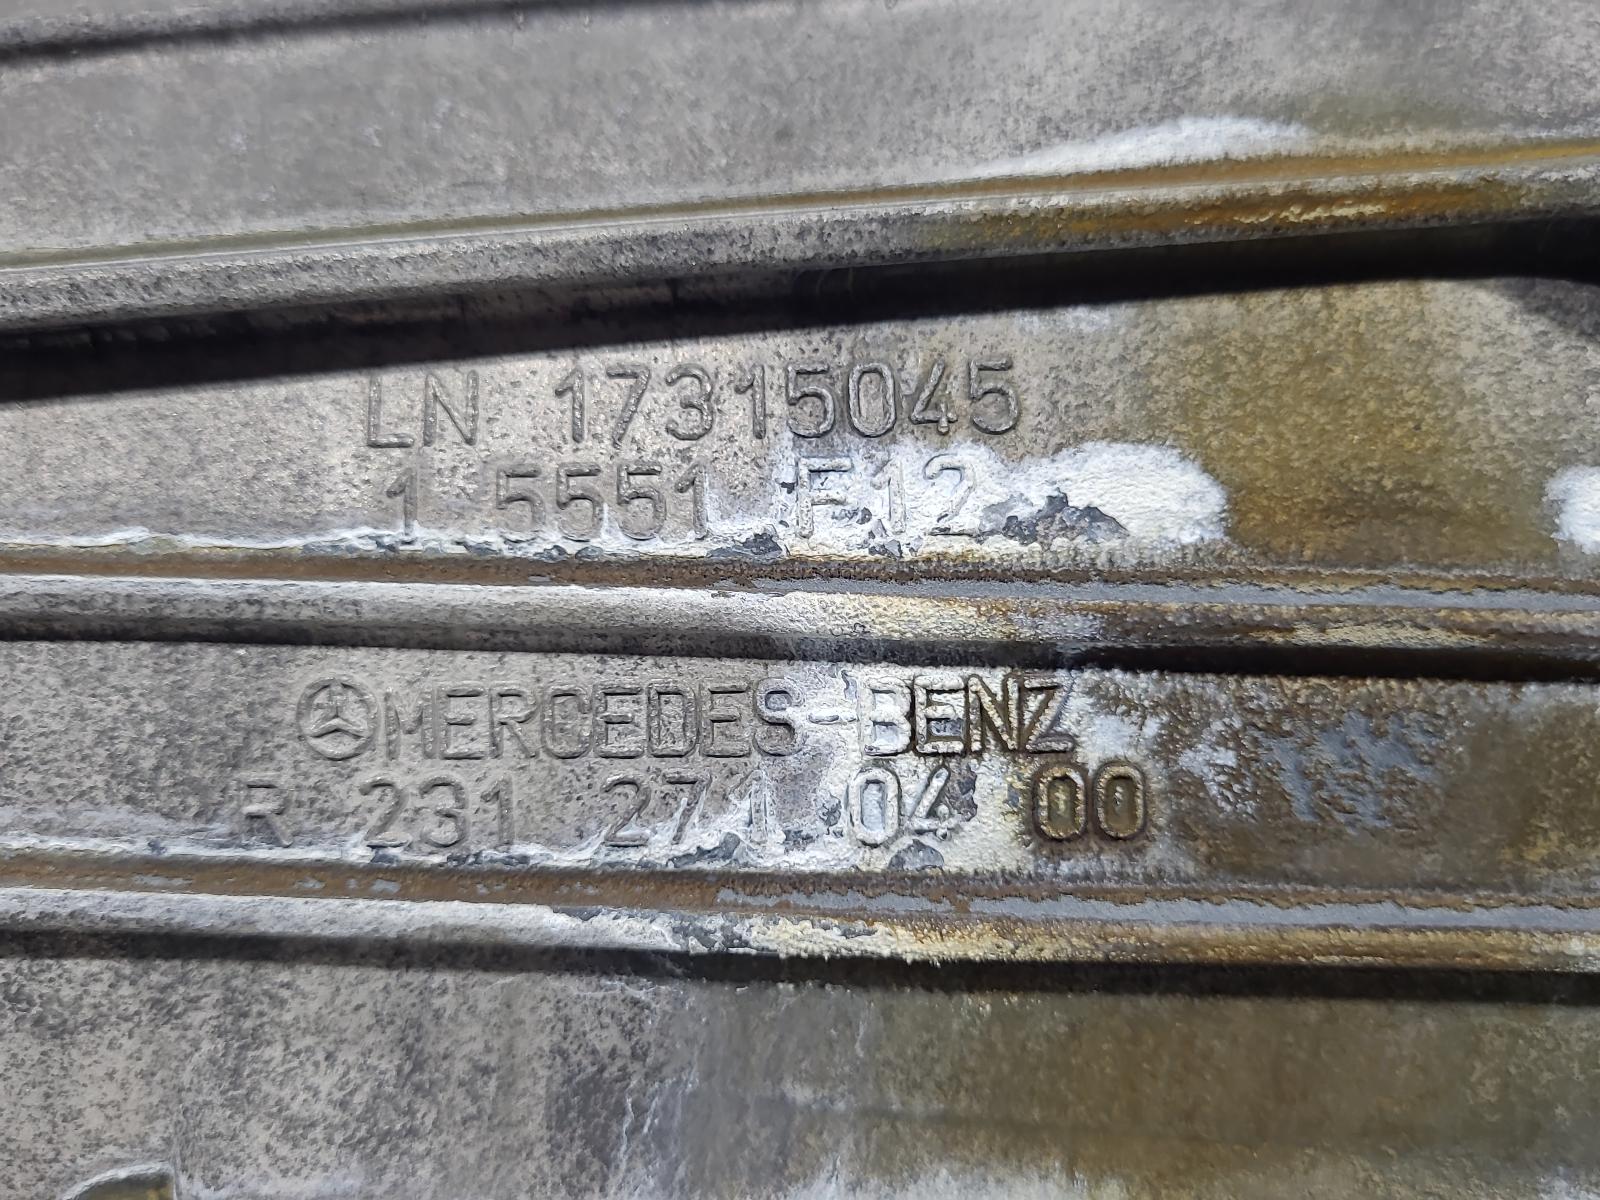 LN 17315045
1 5551 F12
MERCEDES-BENZ
R 231 271 04 00